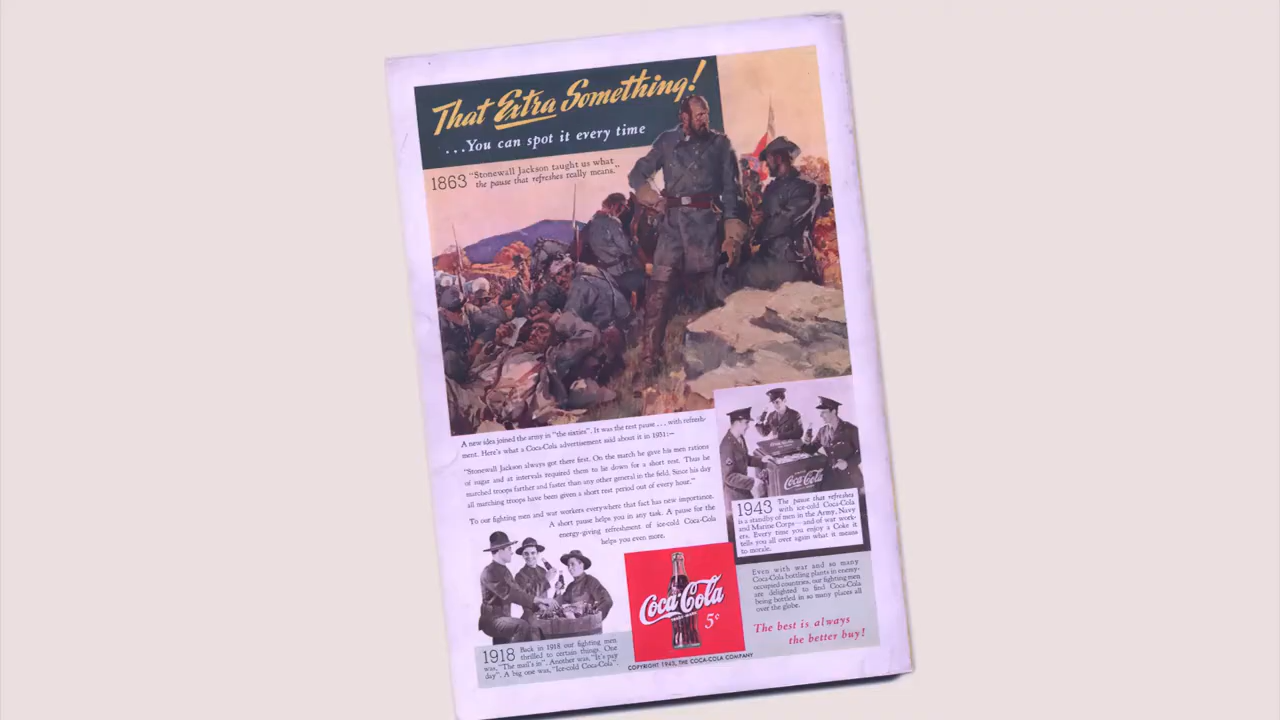 That Extra Something!
...You can spot it every time
1863 "Stonewall Jackson taught us what
the pause that refreshes really means."
A new idea joined the army in "the sixties". It was the rest pause ... with refresh-
ment. Here's what a Coca-Cola advertisement said about it in 1931:—
"Stonewall Jackson always got there first. On the march he gave his men rations
of sugar and at intervals required them to lie down for a short rest. Thus he
marched troops farther and faster than any other general in the field. Since his day
all marching troops have been given a short rest period out of every hour."
To our fighting men and war workers everywhere that fact has new importance.
A short pause helps you in any task. A pause for the
energy-giving refreshment of ice-cold Coca-Cola
helps you even more.
Coca-Cola
1943 The pause that refreshes
with ice-cold Coca-Cola
is a standby of men in the Army, Navy
and Marine Corps—and of war work-
ers. Every time you enjoy a Coke it
tells you all over again what it means
to morale.
1918 Back in 1918 our fighting men
thrilled to certain things. One
was, "The mail's in". Another was, "It's pay
day". A big one was, "Ice-cold Coca-Cola".
Coca-Cola
TRADE-MARK
5¢
COPYRIGHT 1943, THE COCA-COLA COMPANY
Even with war and so many
Coca-Cola bottling plants in enemy-
occupied countries, our fighting men
are delighted to find Coca-Cola
being bottled in so many places all
over the globe.
The best is always
the better buy!